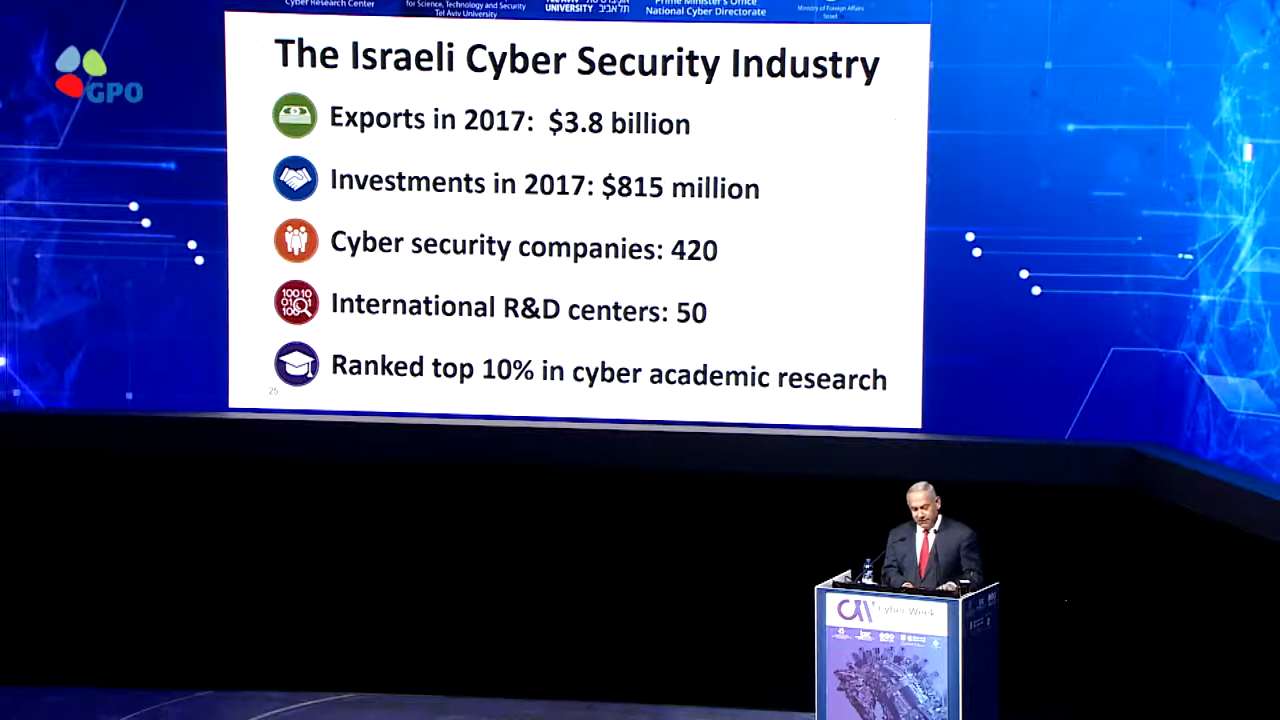 Cyber Research Center
for Science, Technology and Security
Tel Aviv University
UNIVERSITY תל אביב
Prime Minister's Office
National Cyber Directorate
Ministry of Foreign Affairs
Israel
GPO
The Israeli Cyber Security Industry
Exports in 2017: $3.8 billion
Investments in 2017: $815 million
Cyber security companies: 420
10010
International R&D centers: 50
Ranked top 10% in cyber academic research
25
Cyber Week